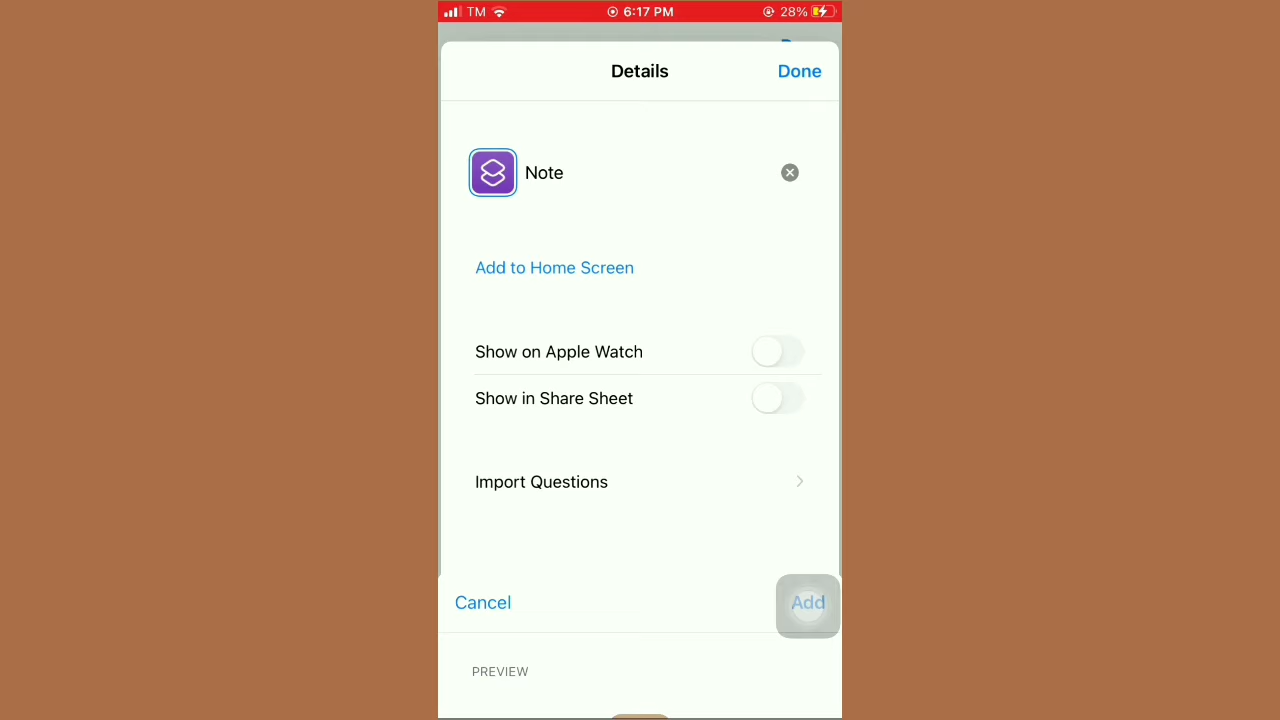 TM 6:17 PM 28%
Details Done
Note
Add to Home Screen
Show on Apple Watch
Show in Share Sheet
Import Questions
Cancel Add
PREVIEW